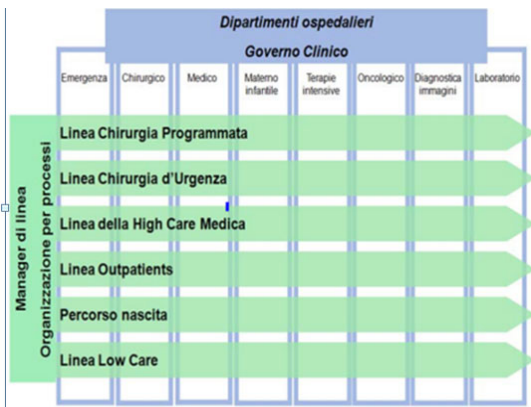 Dipartimenti ospedalieri
Governo Clinico
Emergenza
Chirurgico
Medico
Materno
infantile
Terapie
intensive
Oncologico
Diagnostica
immagini
Laboratorio
Manager di linea
Organizzazione per processi
Linea Chirurgia Programmata
Linea Chirurgia d'Urgenza
Linea della High Care Medica
Linea Outpatients
Percorso nascita
Linea Low Care